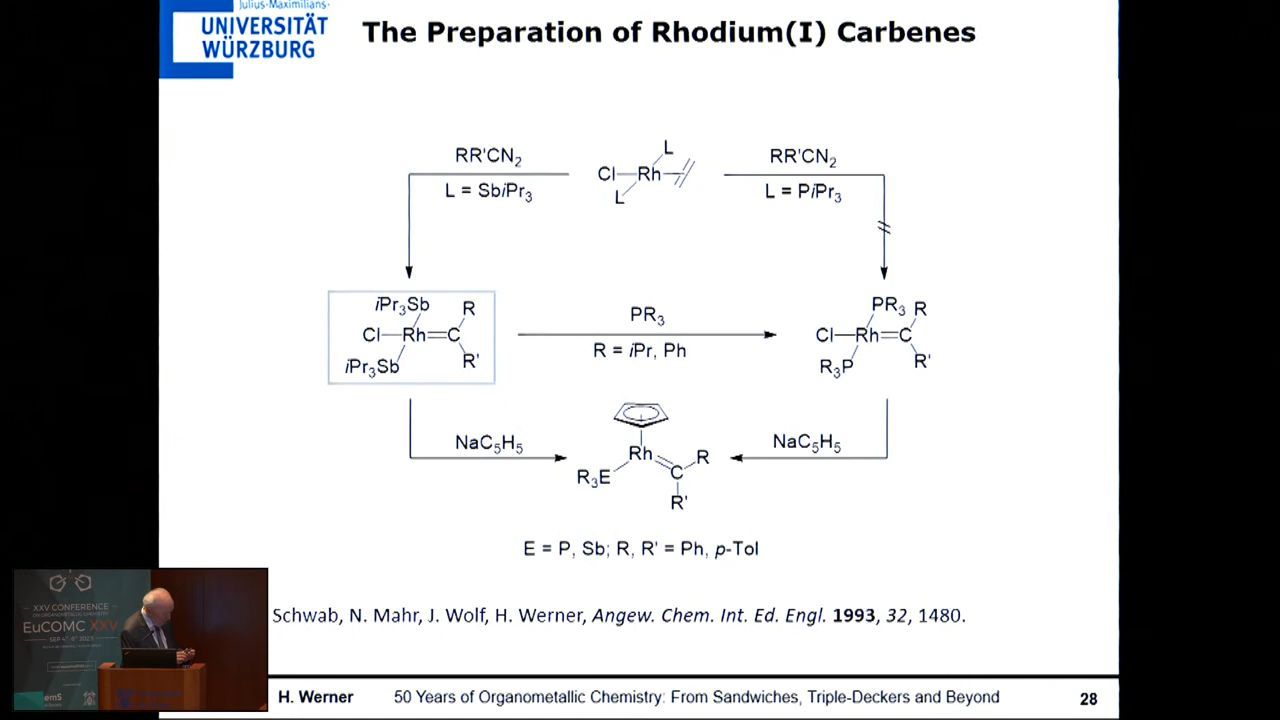 Julius-Maximilians-
UNIVERSITÄT
WÜRZBURG
The Preparation of Rhodium(I) Carbenes
RR'CN2
L = SbiPr3
L
Cl Rh
L
RR'CN2
L = PiPr3
iPr3Sb R
Cl Rh C
iPr3Sb R'
PR3
R = iPr, Ph
PR3 R
Cl Rh C
R3P R'
NaC5H5
Rh R
R3E C
R'
NaC5H5
E = P, Sb; R, R' = Ph, p-Tol
Schwab, N. Mahr, J. Wolf, H. Werner, Angew. Chem. Int. Ed. Engl. 1993, 32, 1480.
XXV CONFERENCE
ON ORGANOMETALLIC CHEMISTRY
EuCOMC XXV
H. Werner 50 Years of Organometallic Chemistry: From Sandwiches, Triple-Deckers and Beyond 28